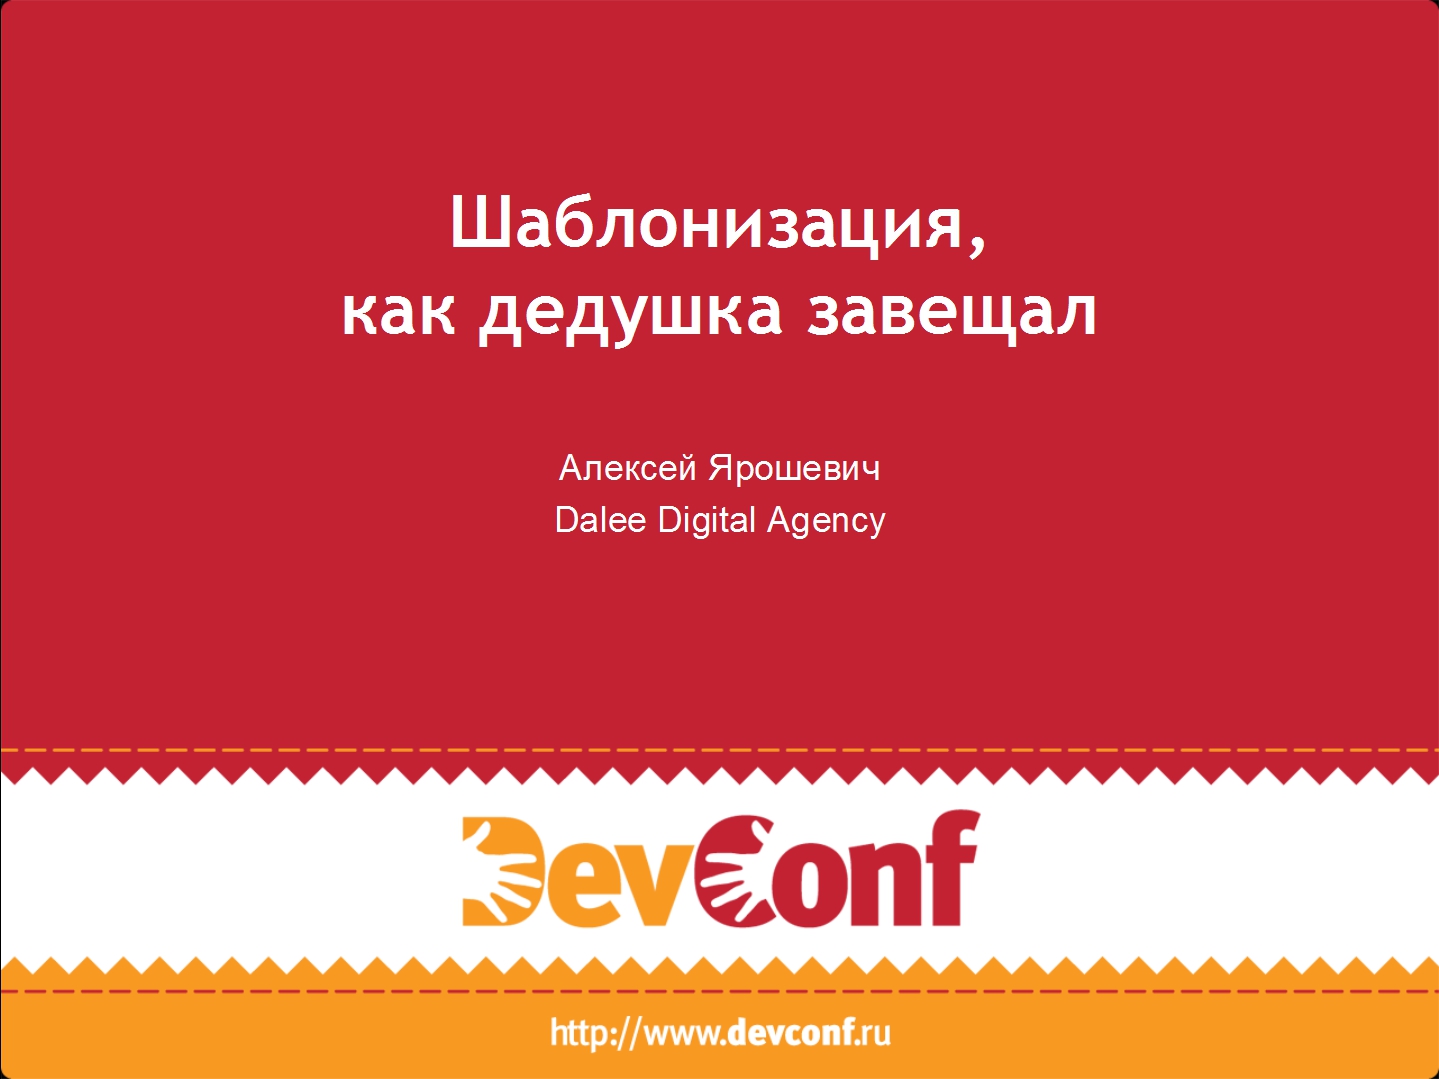 Шаблонизация,
как дедушка завещал
Алексей Ярошевич
Dalee Digital Agency
DevConf
http://www.devconf.ru